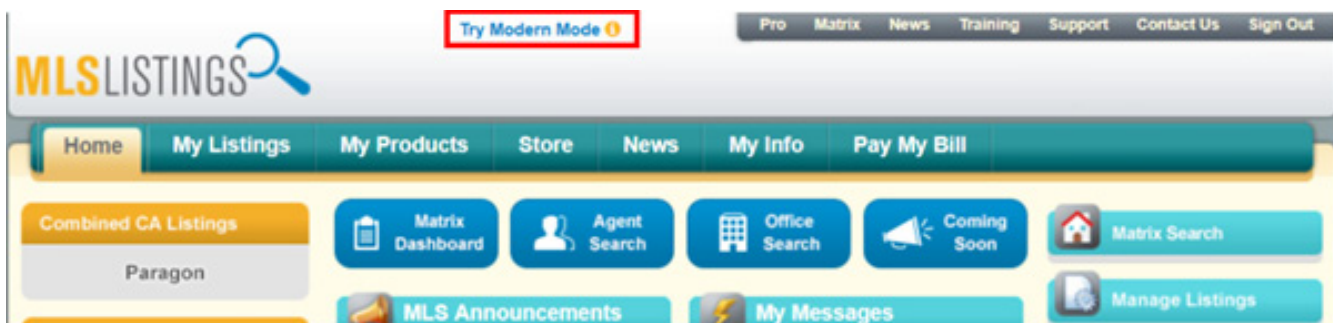 Try Modern Mode
Pro Matrix News Training Support Contact Us Sign Out
MLSLISTINGS
Home My Listings My Products Store News My Info Pay My Bill
Combined CA Listings
Paragon
Matrix
Dashboard
Agent
Search
Office
Search
Coming
Soon
Matrix Search
Manage Listings
MLS Announcements
My Messages